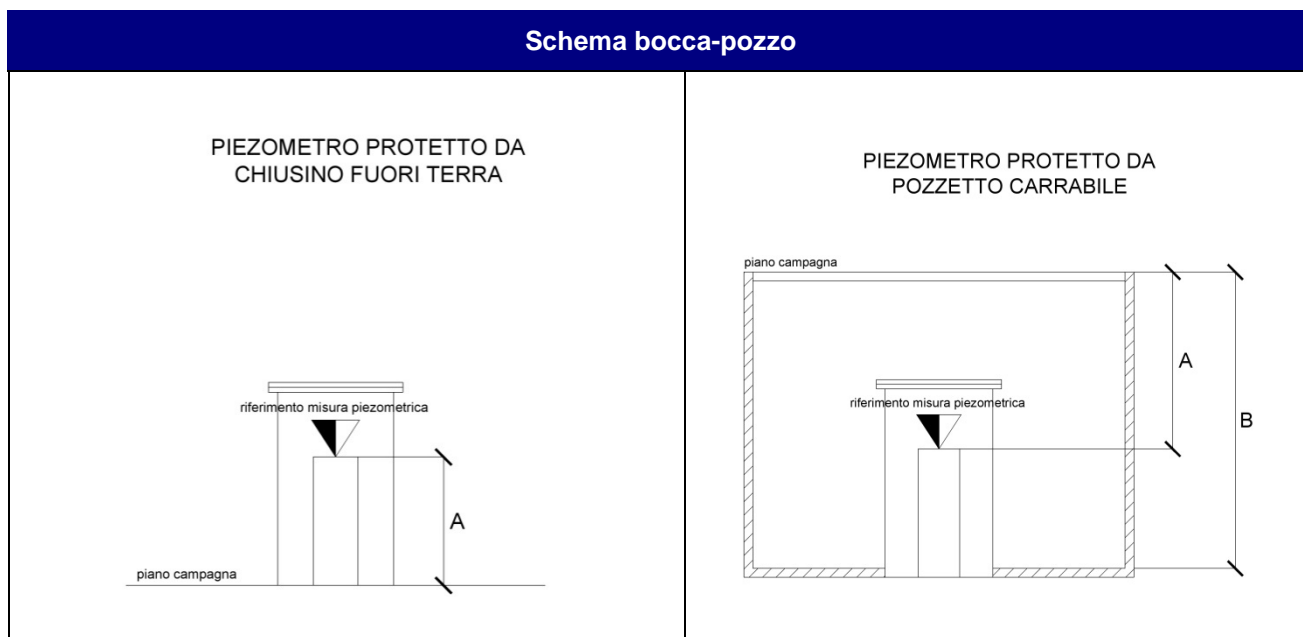 Schema bocca-pozzo
PIEZOMETRO PROTETTO DA
CHIUSINO FUORI TERRA
riferimento misura piezometrica
A
piano campagna
PIEZOMETRO PROTETTO DA
POZZETTO CARRABILE
piano campagna
A
riferimento misura piezometrica
B